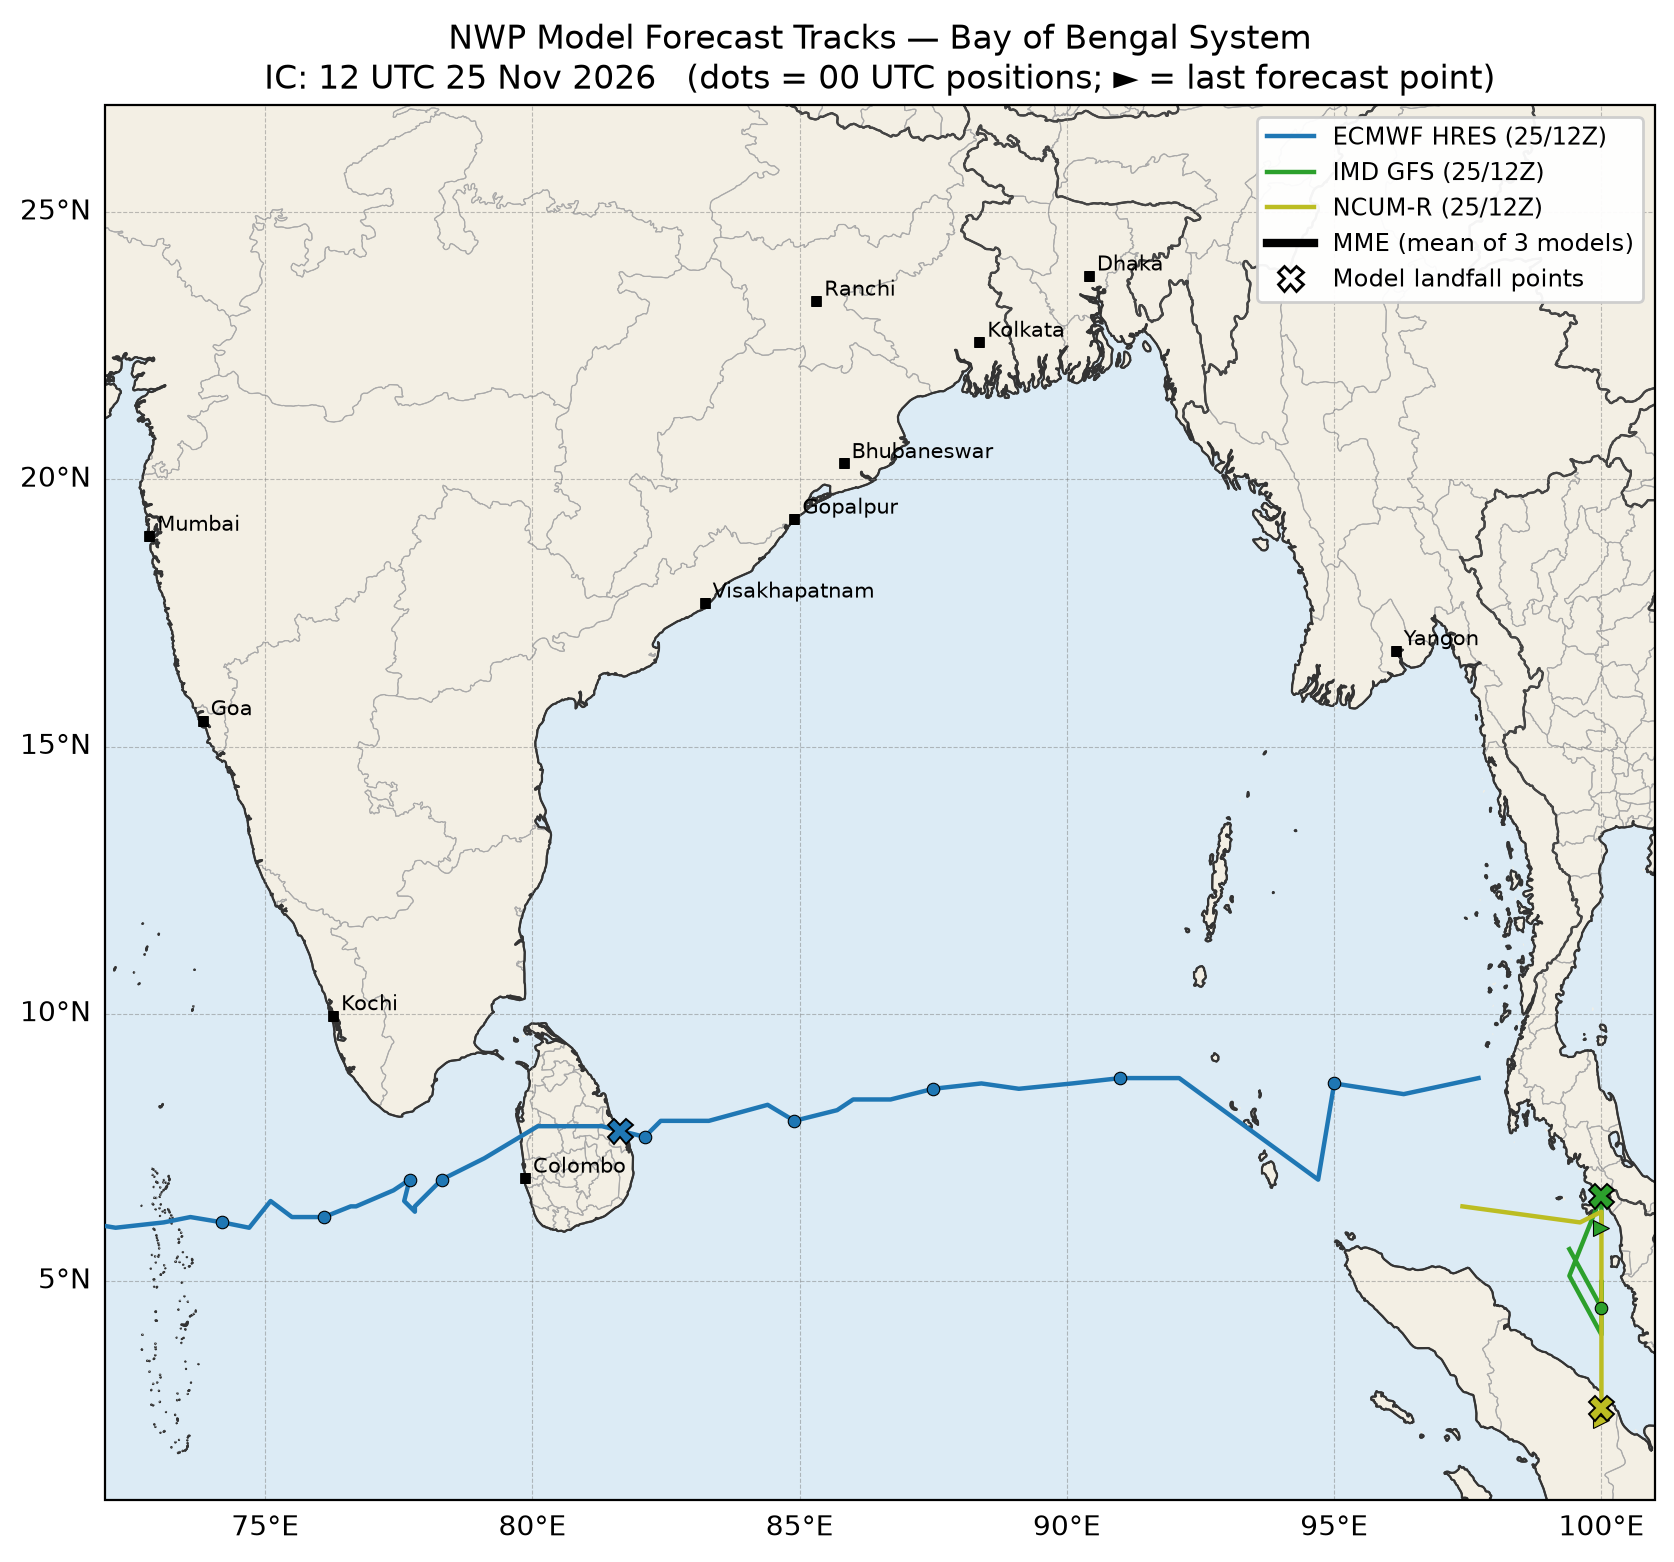 NWP Model Forecast Tracks — Bay of Bengal System
IC: 12 UTC 25 Nov 2026 (dots = 00 UTC positions; ► = last forecast point)
ECMWF HRES (25/12Z)
IMD GFS (25/12Z)
NCUM-R (25/12Z)
MME (mean of 3 models)
Model landfall points
25°N
20°N
15°N
10°N
5°N
Dhaka
Ranchi
Kolkata
Bhubaneswar
Gopalpur
Mumbai
Visakhapatnam
Yangon
Goa
Kochi
Colombo
75°E
80°E
85°E
90°E
95°E
100°E